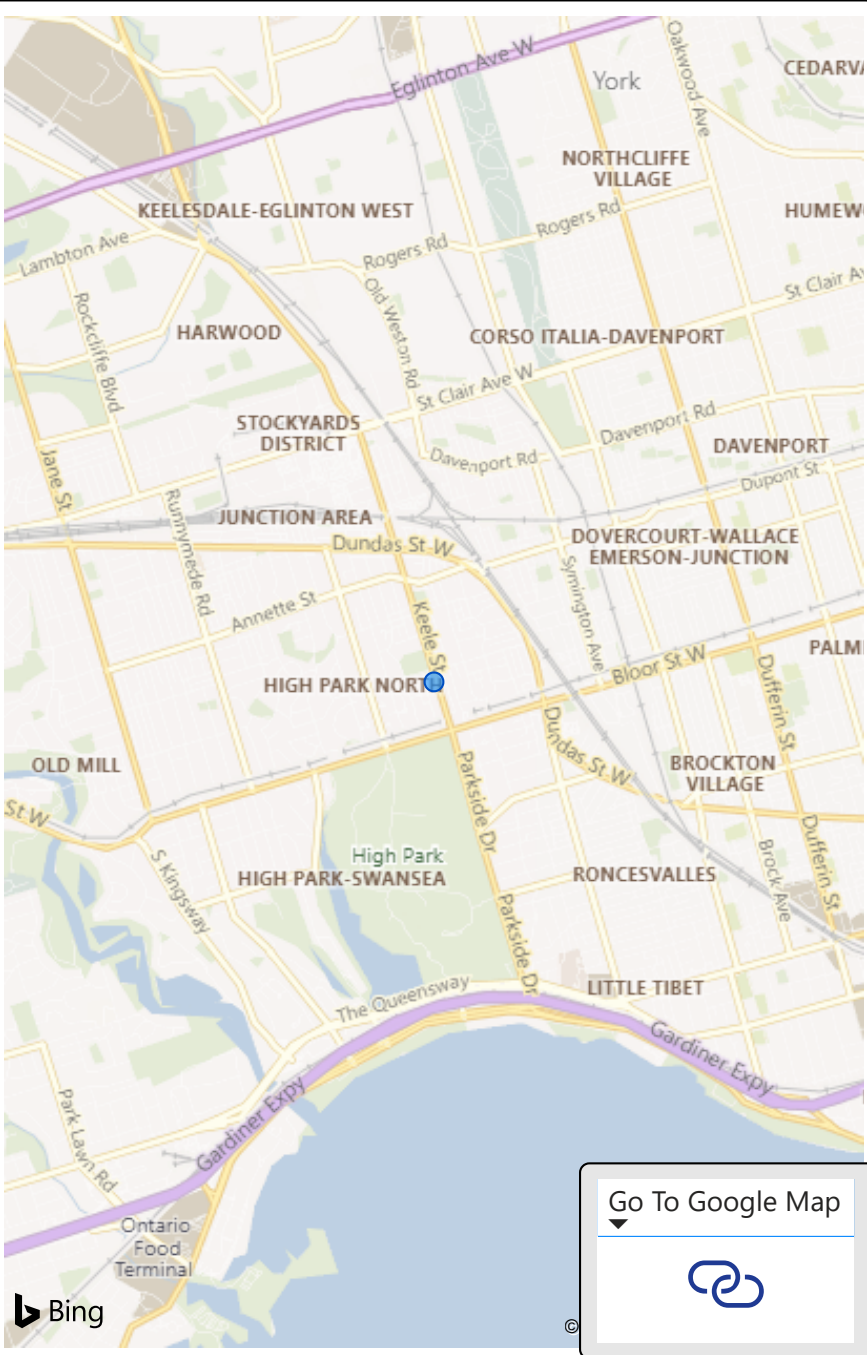 Eglinton Ave W
York
Oakwood Ave
CEDARVA
NORTHCLIFFE
VILLAGE
KEELESDALE-EGLINTON WEST
HUMEW
Lambton Ave
Rogers Rd
Rogers Rd
St Clair Av
Rockcliffe Blvd
Old Weston Rd
HARWOOD
CORSO ITALIA-DAVENPORT
St Clair Ave W
STOCKYARDS
DISTRICT
Davenport Rd
Davenport Rd
DAVENPORT
Jane St
Dupont St
Runnymede Rd
JUNCTION AREA
Dundas St W
DOVERCOURT-WALLACE
EMERSON-JUNCTION
Symington Ave
Annette St
Keele St
Bloor St W
PALM
HIGH PARK NORTH
Dufferin St
OLD MILL
Dundas St W
BROCKTON
VILLAGE
St W
Parkside Dr
High Park
HIGH PARK-SWANSEA
S Kingsway
RONCESVALLES
Brock Ave
Dufferin St
Parkside Dr
The Queensway
LITTLE TIBET
Gardiner Expy
Gardiner Expy
Park Lawn Rd
Ontario
Food
Terminal
Go To Google Map
Bing
©